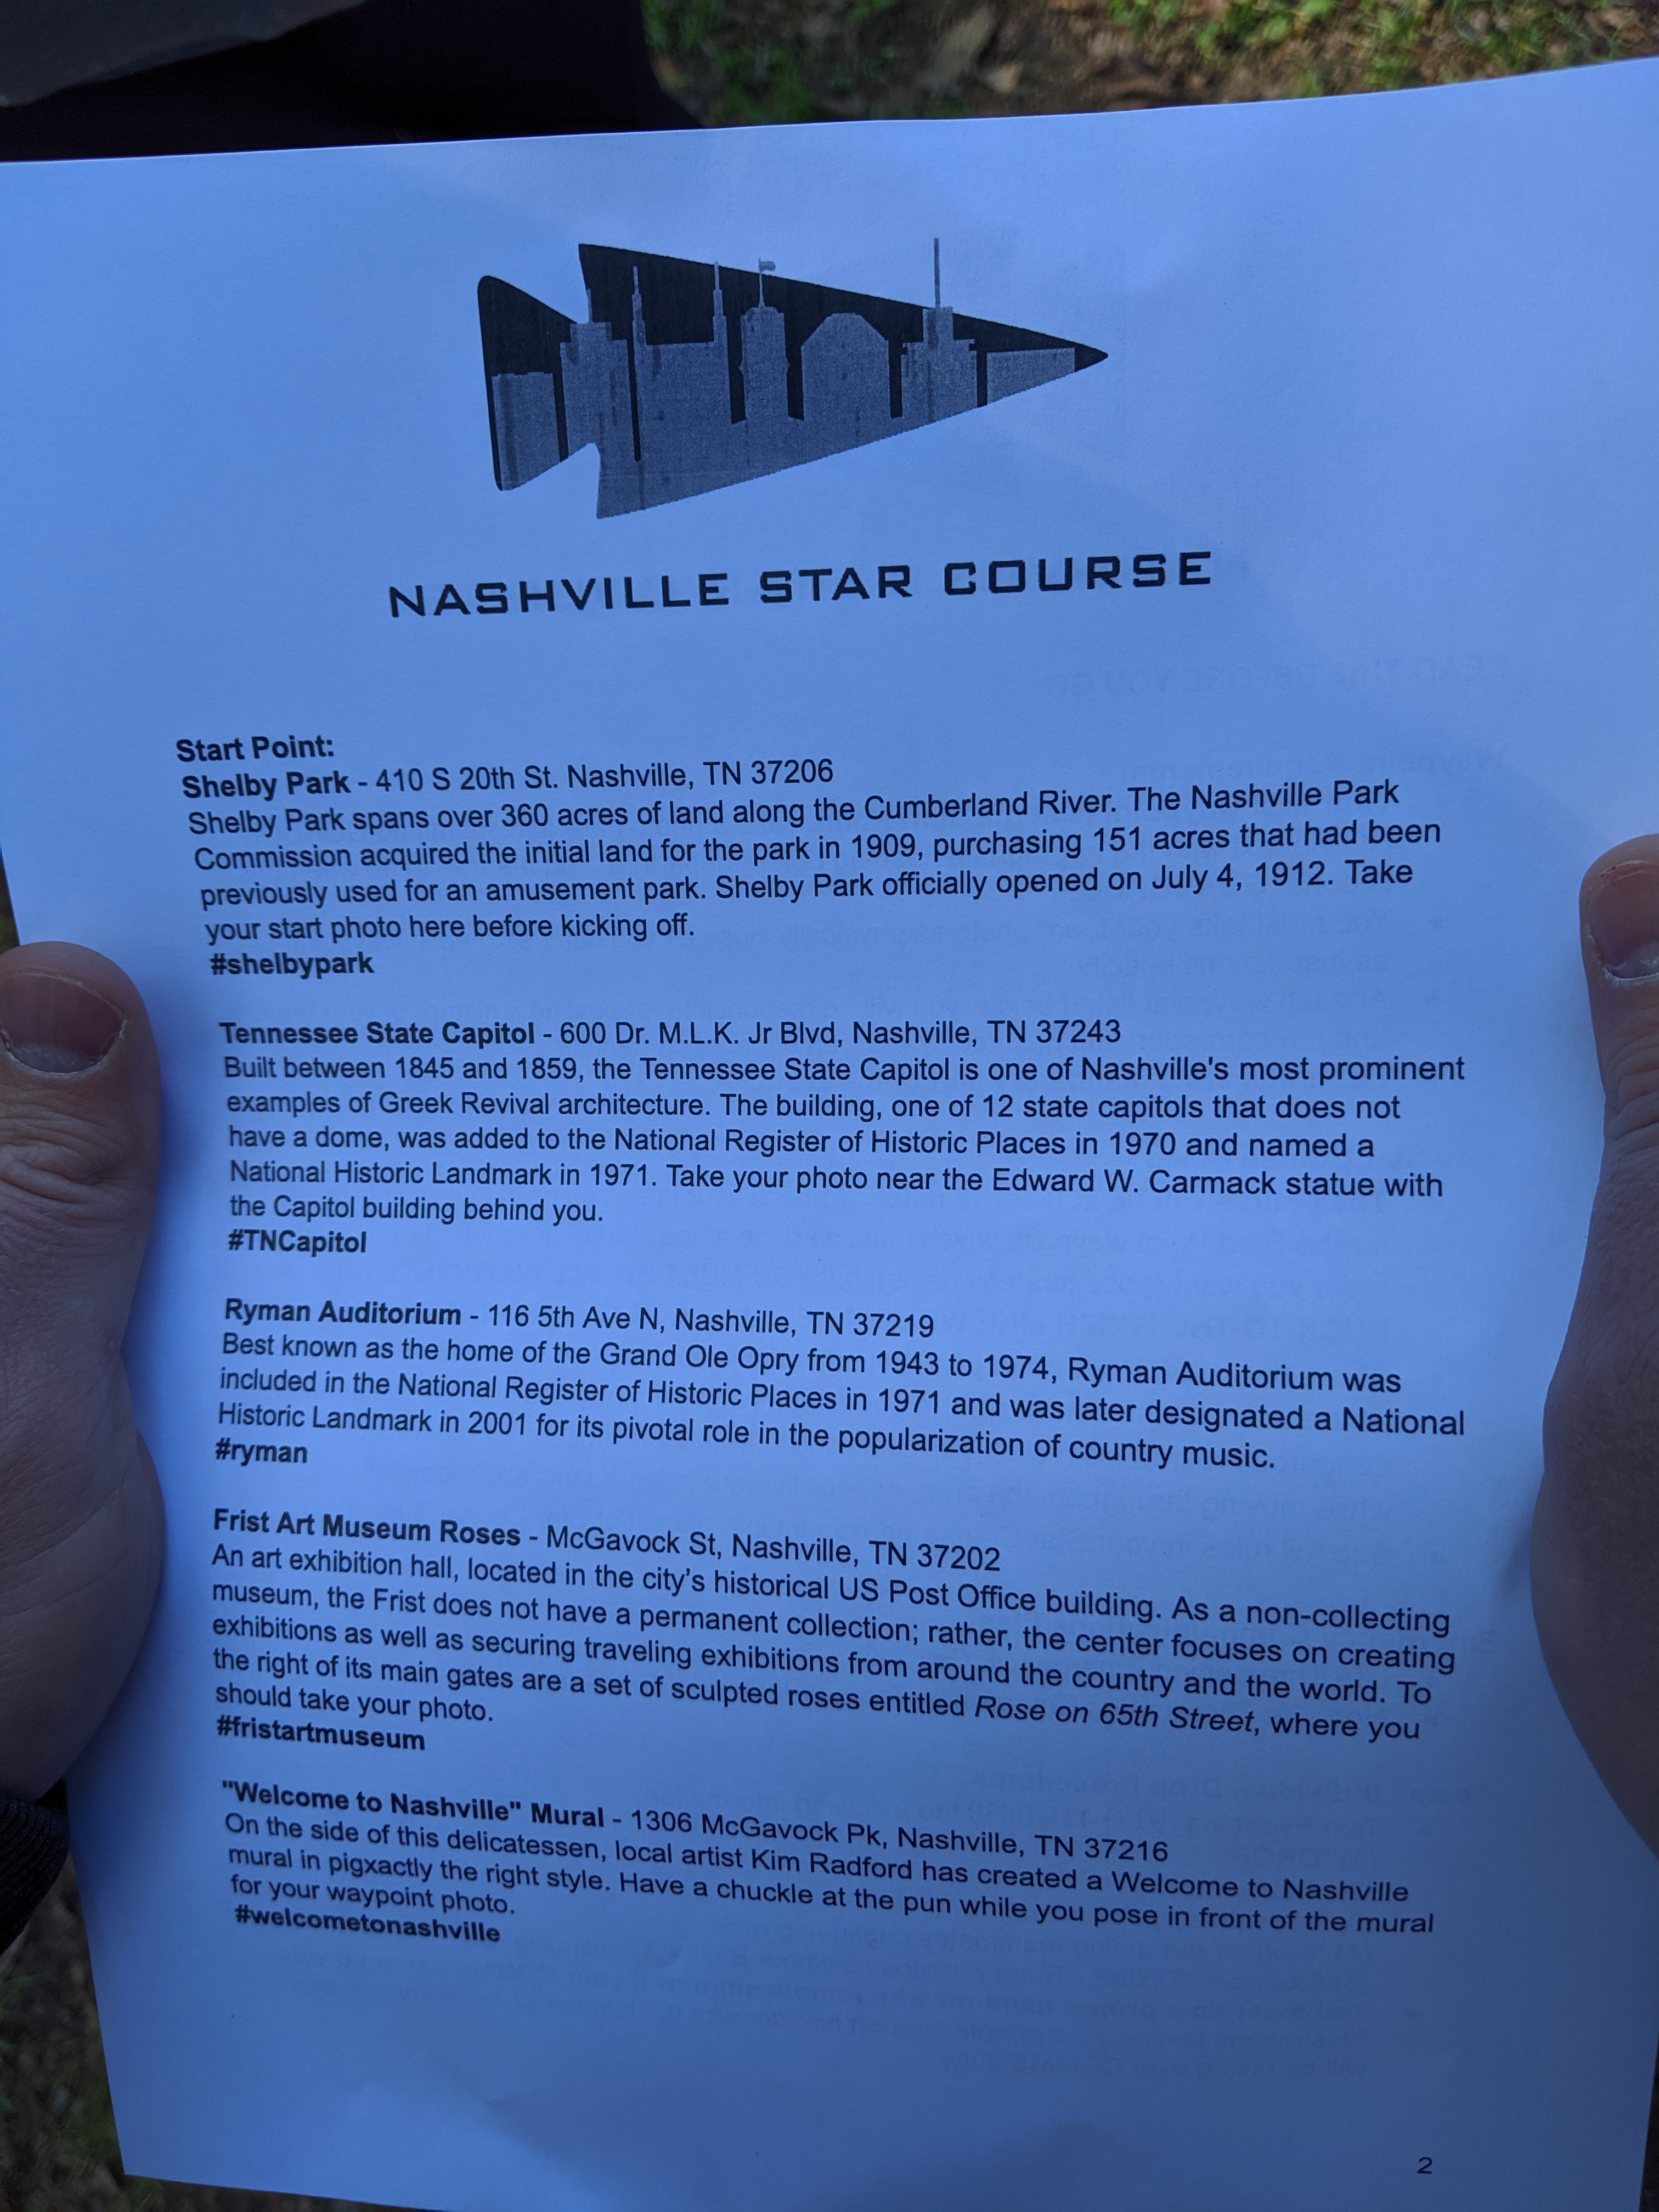 NASHVILLE STAR COURSE
Start Point:
Shelby Park - 410 S 20th St. Nashville, TN 37206
Shelby Park spans over 360 acres of land along the Cumberland River. The Nashville Park
Commission acquired the initial land for the park in 1909, purchasing 151 acres that had been
previously used for an amusement park. Shelby Park officially opened on July 4, 1912. Take
your start photo here before kicking off.
#shelbypark
Tennessee State Capitol - 600 Dr. M.L.K. Jr Blvd, Nashville, TN 37243
Built between 1845 and 1859, the Tennessee State Capitol is one of Nashville's most prominent
examples of Greek Revival architecture. The building, one of 12 state capitols that does not
have a dome, was added to the National Register of Historic Places in 1970 and named a
National Historic Landmark in 1971. Take your photo near the Edward W. Carmack statue with
the Capitol building behind you.
#TNCapitol
Ryman Auditorium - 116 5th Ave N, Nashville, TN 37219
Best known as the home of the Grand Ole Opry from 1943 to 1974, Ryman Auditorium was
included in the National Register of Historic Places in 1971 and was later designated a National
Historic Landmark in 2001 for its pivotal role in the popularization of country music.
#ryman
Frist Art Museum Roses - McGavock St, Nashville, TN 37202
An art exhibition hall, located in the city's historical US Post Office building. As a non-collecting
museum, the Frist does not have a permanent collection; rather, the center focuses on creating
exhibitions as well as securing traveling exhibitions from around the country and the world. To
the right of its main gates are a set of sculpted roses entitled Rose on 65th Street, where you
should take your photo.
#fristartmuseum
"Welcome to Nashville" Mural - 1306 McGavock Pk, Nashville, TN 37216
On the side of this delicatessen, local artist Kim Radford has created a Welcome to Nashville
mural in pigxactly the right style. Have a chuckle at the pun while you pose in front of the mural
for your waypoint photo.
#welcometonashville
2